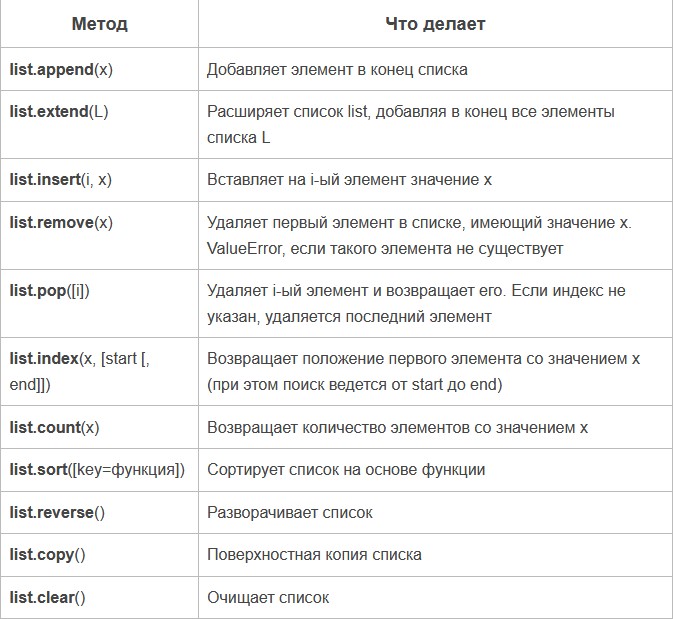 Метод
Что делает
list.append(x)
Добавляет элемент в конец списка
list.extend(L)
Расширяет список list, добавляя в конец все элементы
списка L
list.insert(i, x)
Вставляет на i-ый элемент значение x
list.remove(x)
Удаляет первый элемент в списке, имеющий значение x.
ValueError, если такого элемента не существует
list.pop([i])
Удаляет i-ый элемент и возвращает его. Если индекс не
указан, удаляется последний элемент
list.index(x, [start [,
end]])
Возвращает положение первого элемента со значением x
(при этом поиск ведется от start до end)
list.count(x)
Возвращает количество элементов со значением x
list.sort([key=функция])
Сортирует список на основе функции
list.reverse()
Разворачивает список
list.copy()
Поверхностная копия списка
list.clear()
Очищает список